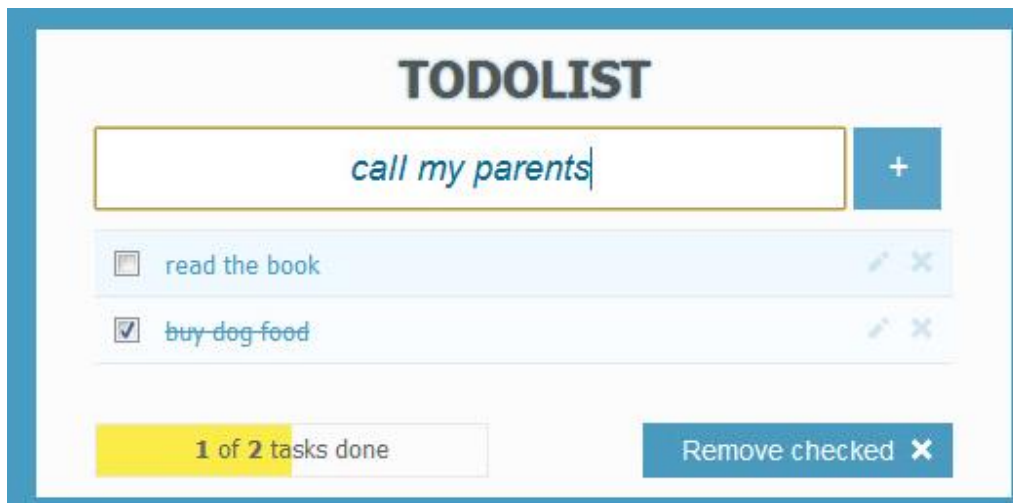 TODOLIST
call my parents
+
read the book
buy dog food
1 of 2 tasks done
Remove checked ×